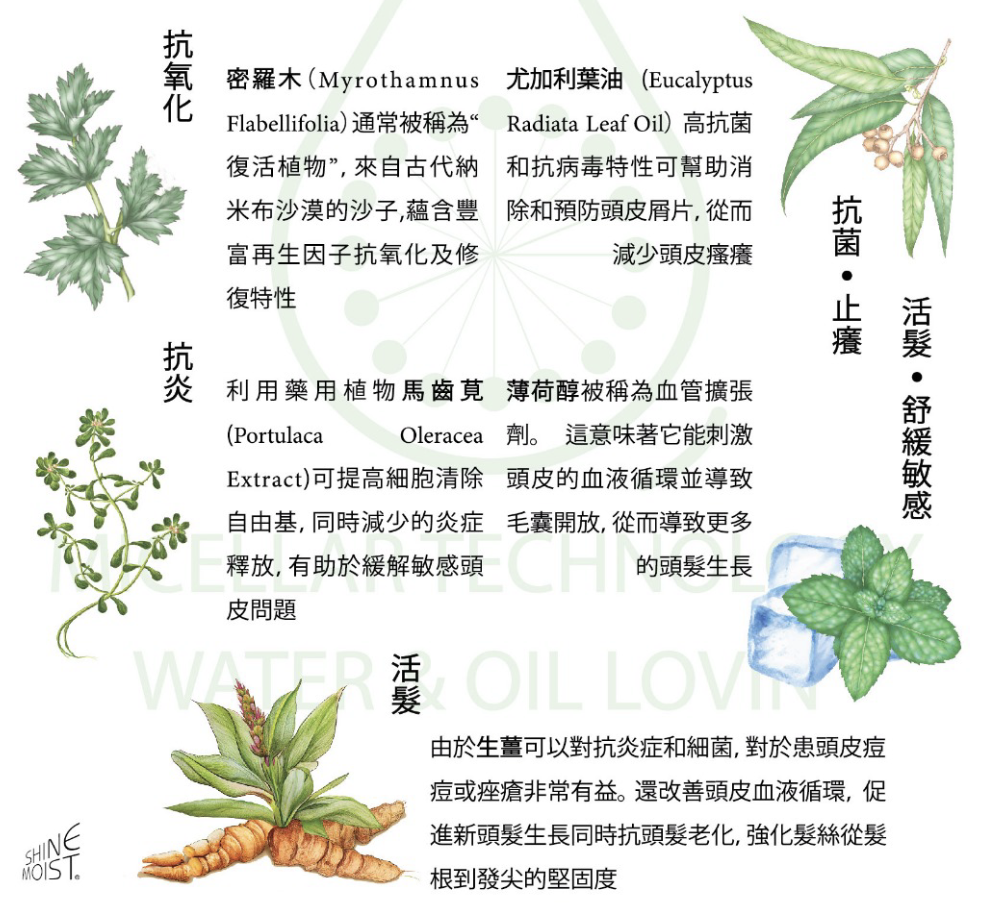 抗氧化
密羅木(Myrothamnus
Flabellifolia)通常被稱為“
復活植物”, 來自古代納
米布沙漠的沙子,蘊含豐
富再生因子抗氧化及修
復特性
尤加利葉油 (Eucalyptus
Radiata Leaf Oil) 高抗菌
和抗病毒特性可幫助消
除和預防頭皮屑片, 從而
減少頭皮瘙癢
抗菌•止癢
抗炎
利用藥用植物馬齒莧
(Portulaca Oleracea
Extract)可提高細胞清除
自由基, 同時減少的炎症
釋放, 有助於緩解敏感頭
皮問題
薄荷醇被稱為血管擴張
劑。 這意味著它能刺激
頭皮的血液循環並導致
毛囊開放, 從而導致更多
的頭髮生長
活髮•舒緩敏感
MICELLAR TECHNOLOGY
WATER & OIL LOVIN
活髮
由於生薑可以對抗炎症和細菌, 對於患頭皮痘
痘或痤瘡非常有益。還改善頭皮血液循環, 促
進新頭髮生長同時抗頭髮老化, 強化髮絲從髮
根到發尖的堅固度
SHINE
MOIST.